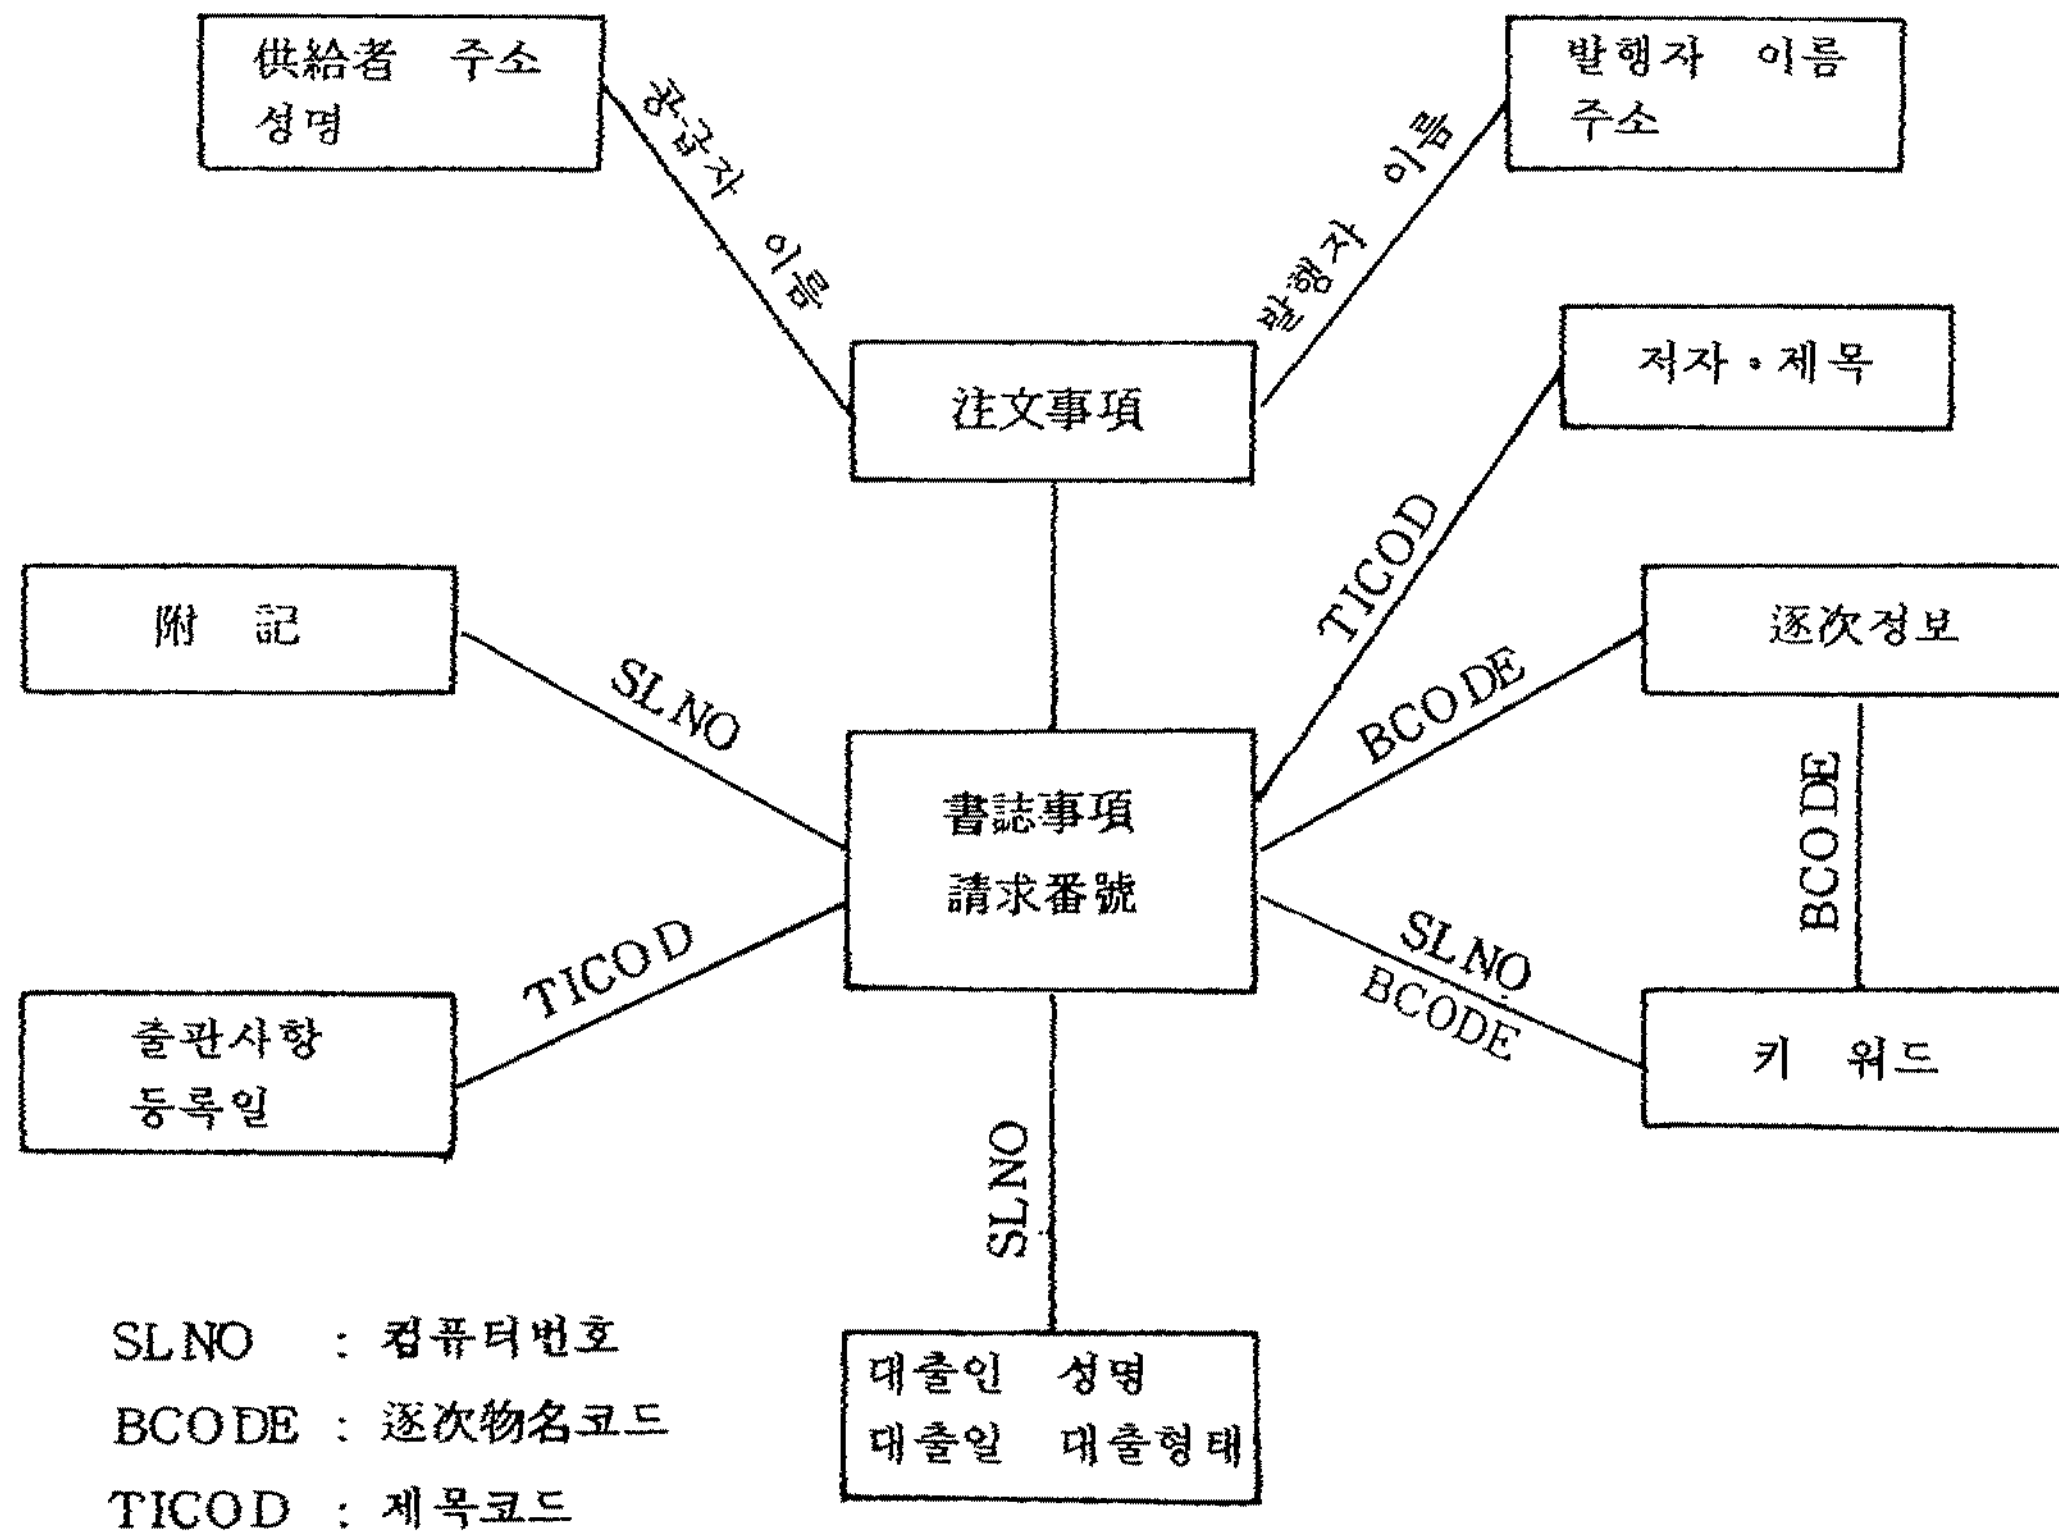 供給者 주소
성명
발행자 이름
주소
공급자 이름
발행자 이름
저자·제목
注文事項
TICOD
附 記
逐次정보
SLNO
BCODE
書誌事項
請求番號
BCODE
TICOD
SLNO
BCODE
출판사항
등록일
키 워드
SLNO
대출인 성명
대출일 대출형태
SLNO : 컴퓨터번호
BCODE : 逐次物名코드
TICOD : 제목코드